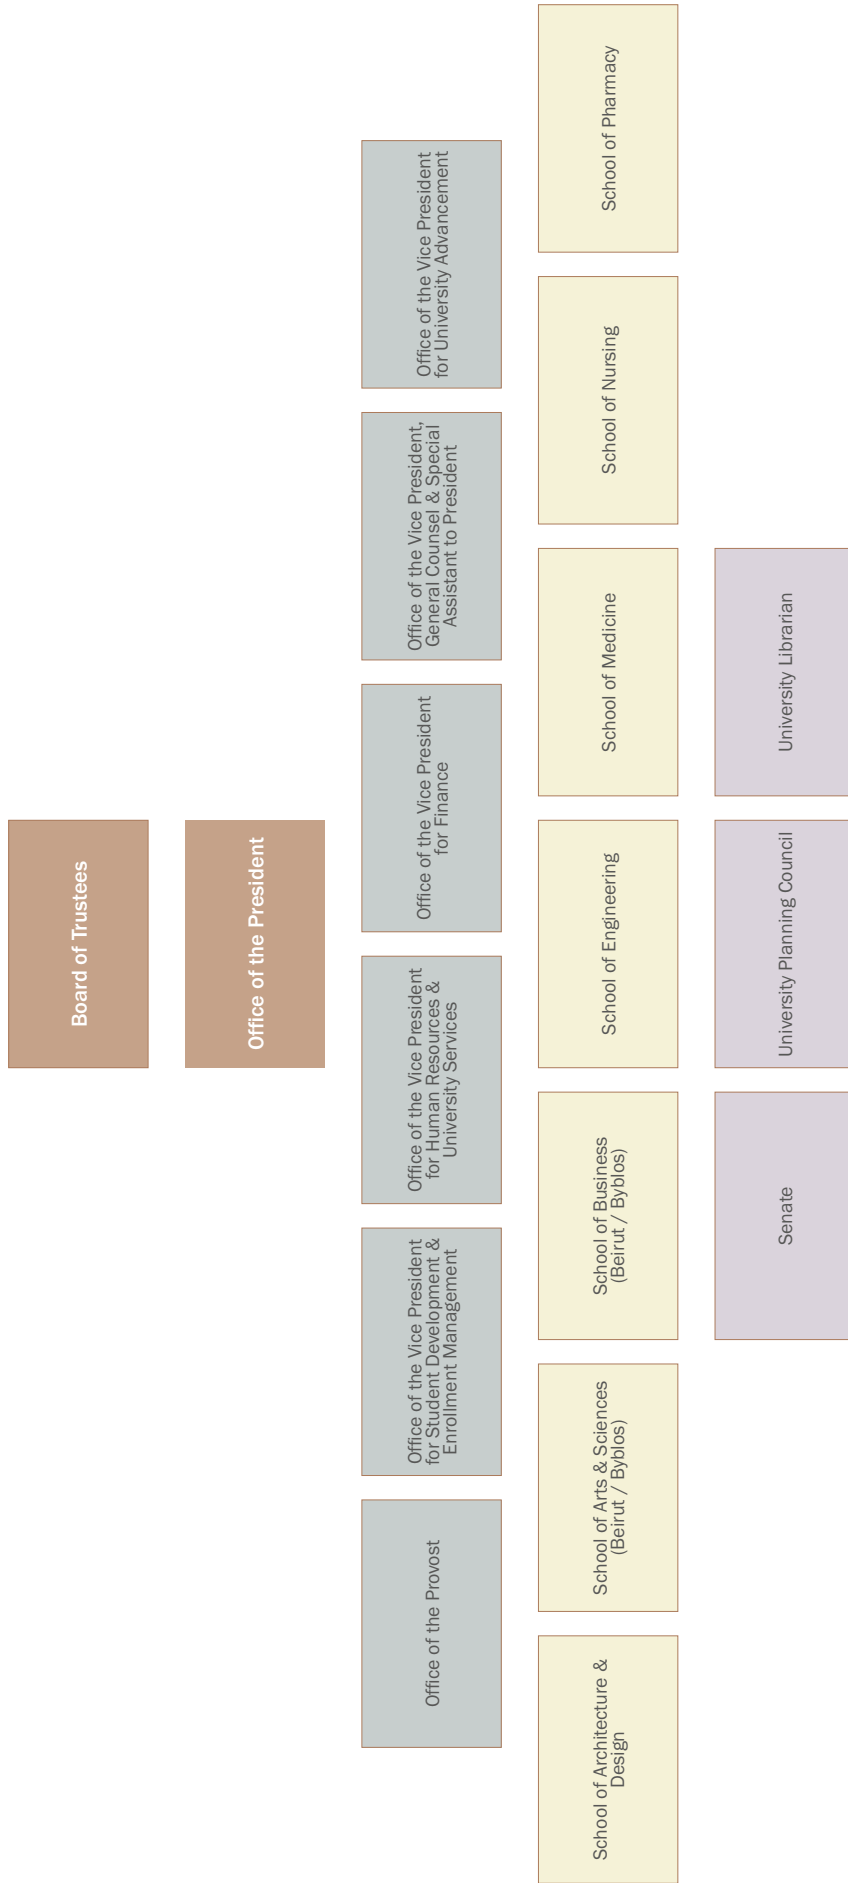 Board of Trustees
Office of the President
Office of the Provost
Office of the Vice President
for Student Development &
Enrollment Management
Office of the Vice President
for Human Resources &
University Services
Office of the Vice President
for Finance
Office of the Vice President,
General Counsel & Special
Assistant to President
Office of the Vice President
for University Advancement
School of Architecture &
Design
School of Arts & Sciences
(Beirut / Byblos)
School of Business
(Beirut / Byblos)
School of Engineering
School of Medicine
School of Nursing
School of Pharmacy
Senate
University Planning Council
University Librarian